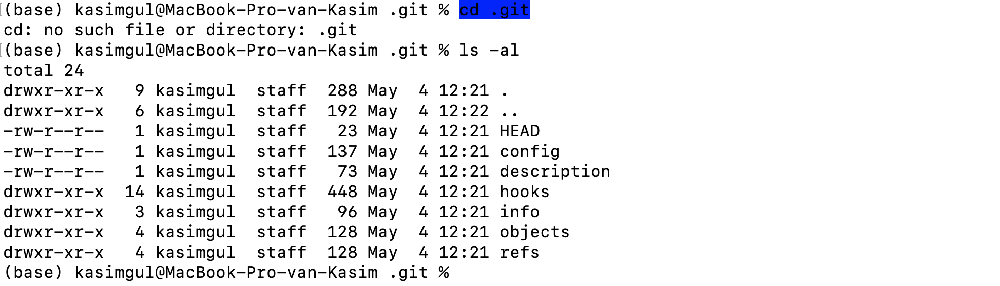 (base) kasimgul@MacBook-Pro-van-Kasim .git % cd .git
cd: no such file or directory: .git
(base) kasimgul@MacBook-Pro-van-Kasim .git % ls -al
total 24
drwxr-xr-x   9 kasimgul  staff  288 May  4 12:21 .
drwxr-xr-x   6 kasimgul  staff  192 May  4 12:22 ..
-rw-r--r--   1 kasimgul  staff   23 May  4 12:21 HEAD
-rw-r--r--   1 kasimgul  staff  137 May  4 12:21 config
-rw-r--r--   1 kasimgul  staff   73 May  4 12:21 description
drwxr-xr-x  14 kasimgul  staff  448 May  4 12:21 hooks
drwxr-xr-x   3 kasimgul  staff   96 May  4 12:21 info
drwxr-xr-x   4 kasimgul  staff  128 May  4 12:21 objects
drwxr-xr-x   4 kasimgul  staff  128 May  4 12:21 refs
(base) kasimgul@MacBook-Pro-van-Kasim .git %